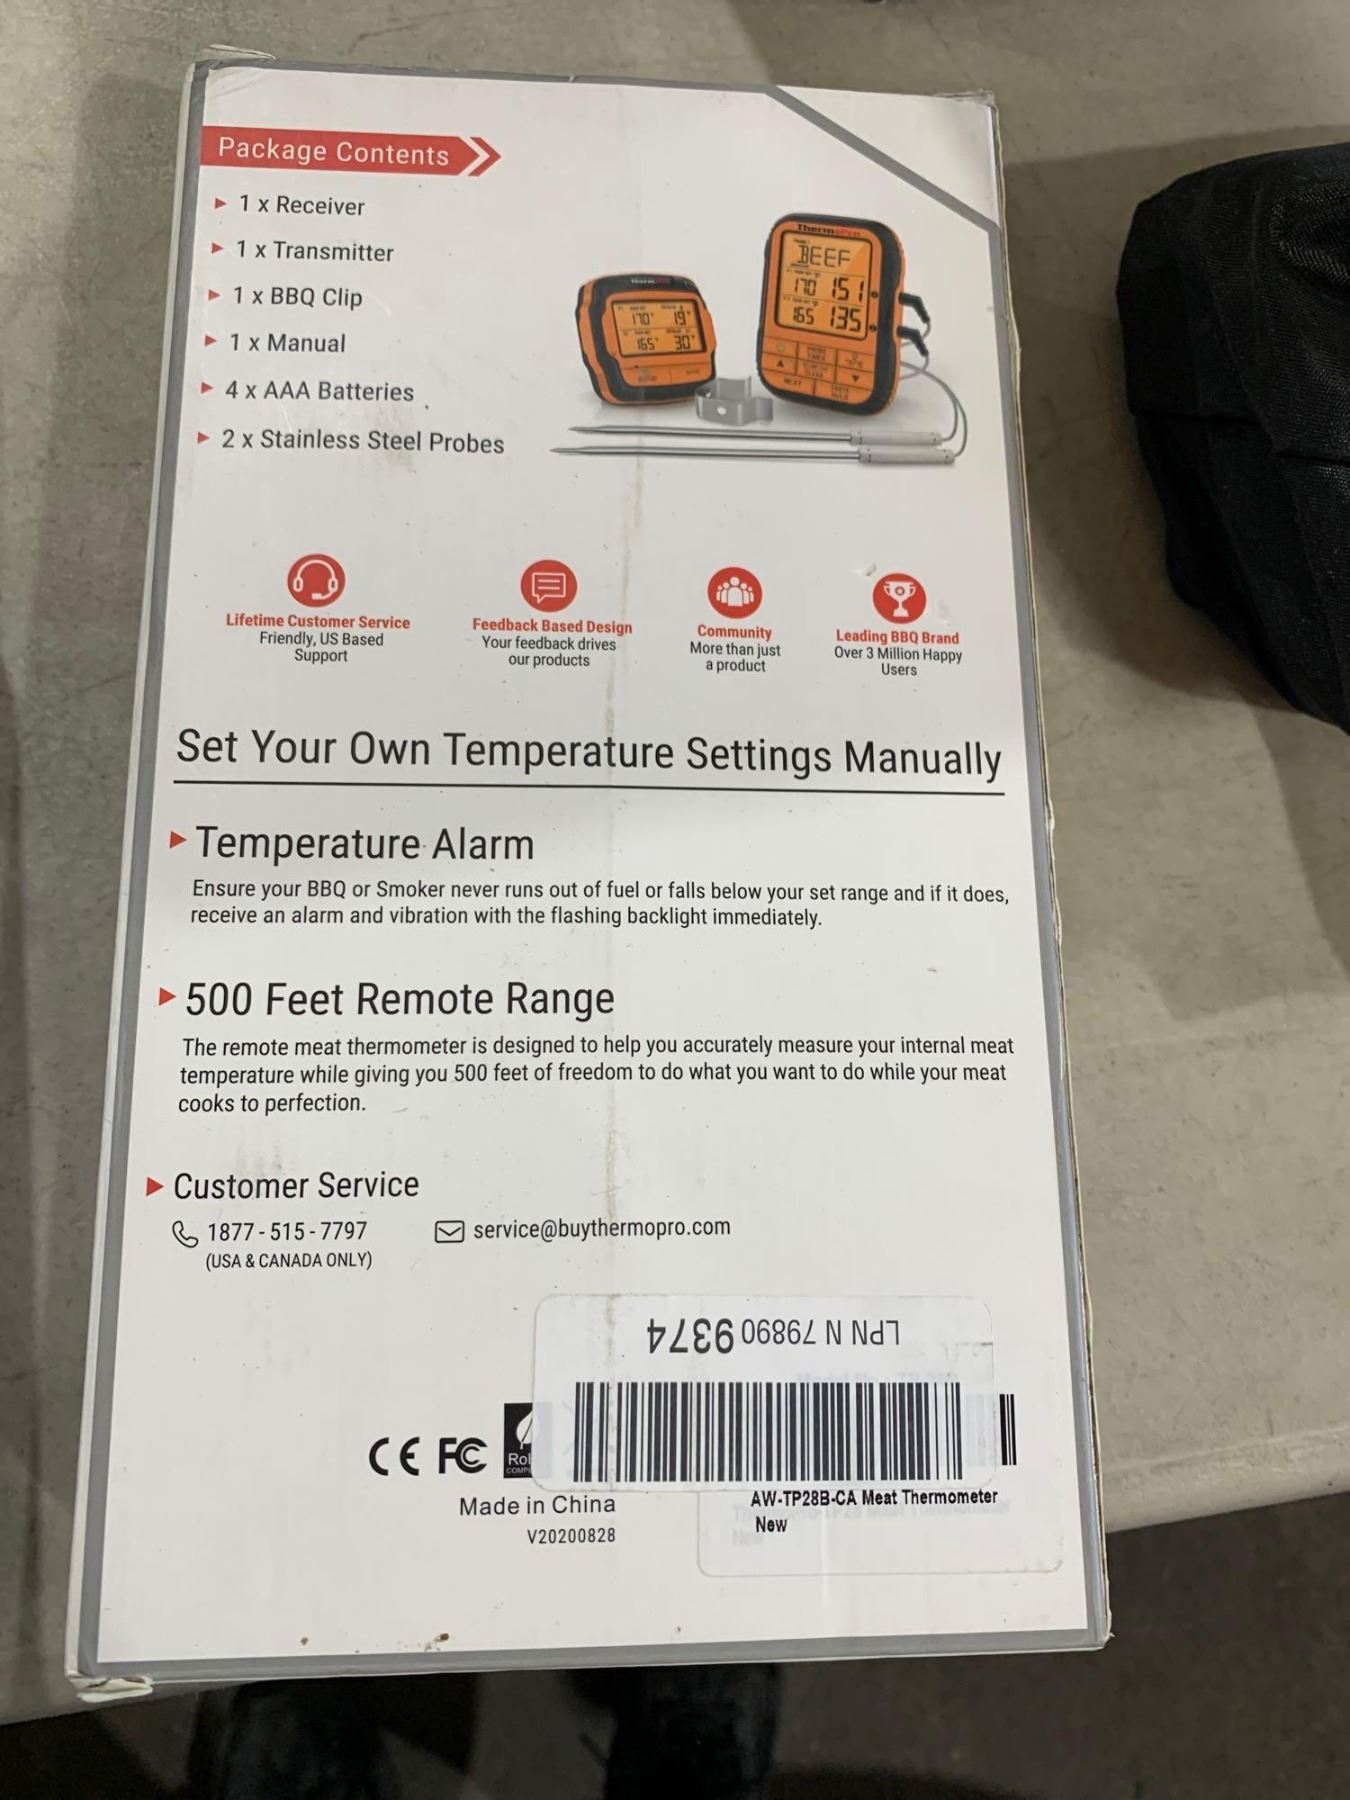 Package Contents
1 x Receiver
1 x Transmitter
1 x BBQ Clip
1 x Manual
4 x AAA Batteries
2 x Stainless Steel Probes
ThermoPro
BEEF
170 151
165 135
170° 19°
165° 30°
Lifetime Customer Service
Friendly, US Based
Support
Feedback Based Design
Your feedback drives
our products
Community
More than just
a product
Leading BBQ Brand
Over 3 Million Happy
Users
Set Your Own Temperature Settings Manually
Temperature Alarm
Ensure your BBQ or Smoker never runs out of fuel or falls below your set range and if it does,
receive an alarm and vibration with the flashing backlight immediately.
500 Feet Remote Range
The remote meat thermometer is designed to help you accurately measure your internal meat
temperature while giving you 500 feet of freedom to do what you want to do while your meat
cooks to perfection.
Customer Service
1877-515-7797
(USA & CANADA ONLY)
service@buythermopro.com
LPN N 79890 9374
CE FC
Made in China
V20200828
AW-TP28B-CA Meat Thermometer
New